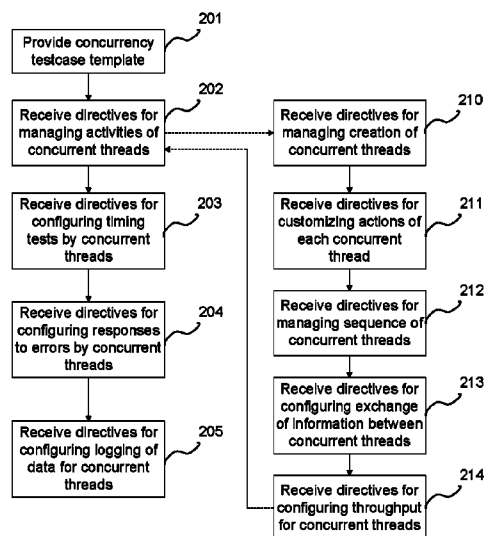 201
Provide concurrency
testcase template
202
Receive directives for
managing activities of
concurrent threads
203
Receive directives for
configuring timing
tests by concurrent
threads
204
Receive directives for
configuring responses
to errors by concurrent
threads
205
Receive directives for
configuring logging of
data for concurrent
threads
210
Receive directives for
managing creation of
concurrent threads
211
Receive directives for
customizing actions of
each concurrent
thread
212
Receive directives for
managing sequence of
concurrent threads
213
Receive directives for
configuring exchange
of information between
concurrent threads
214
Receive directives for
configuring throughput
for concurrent threads